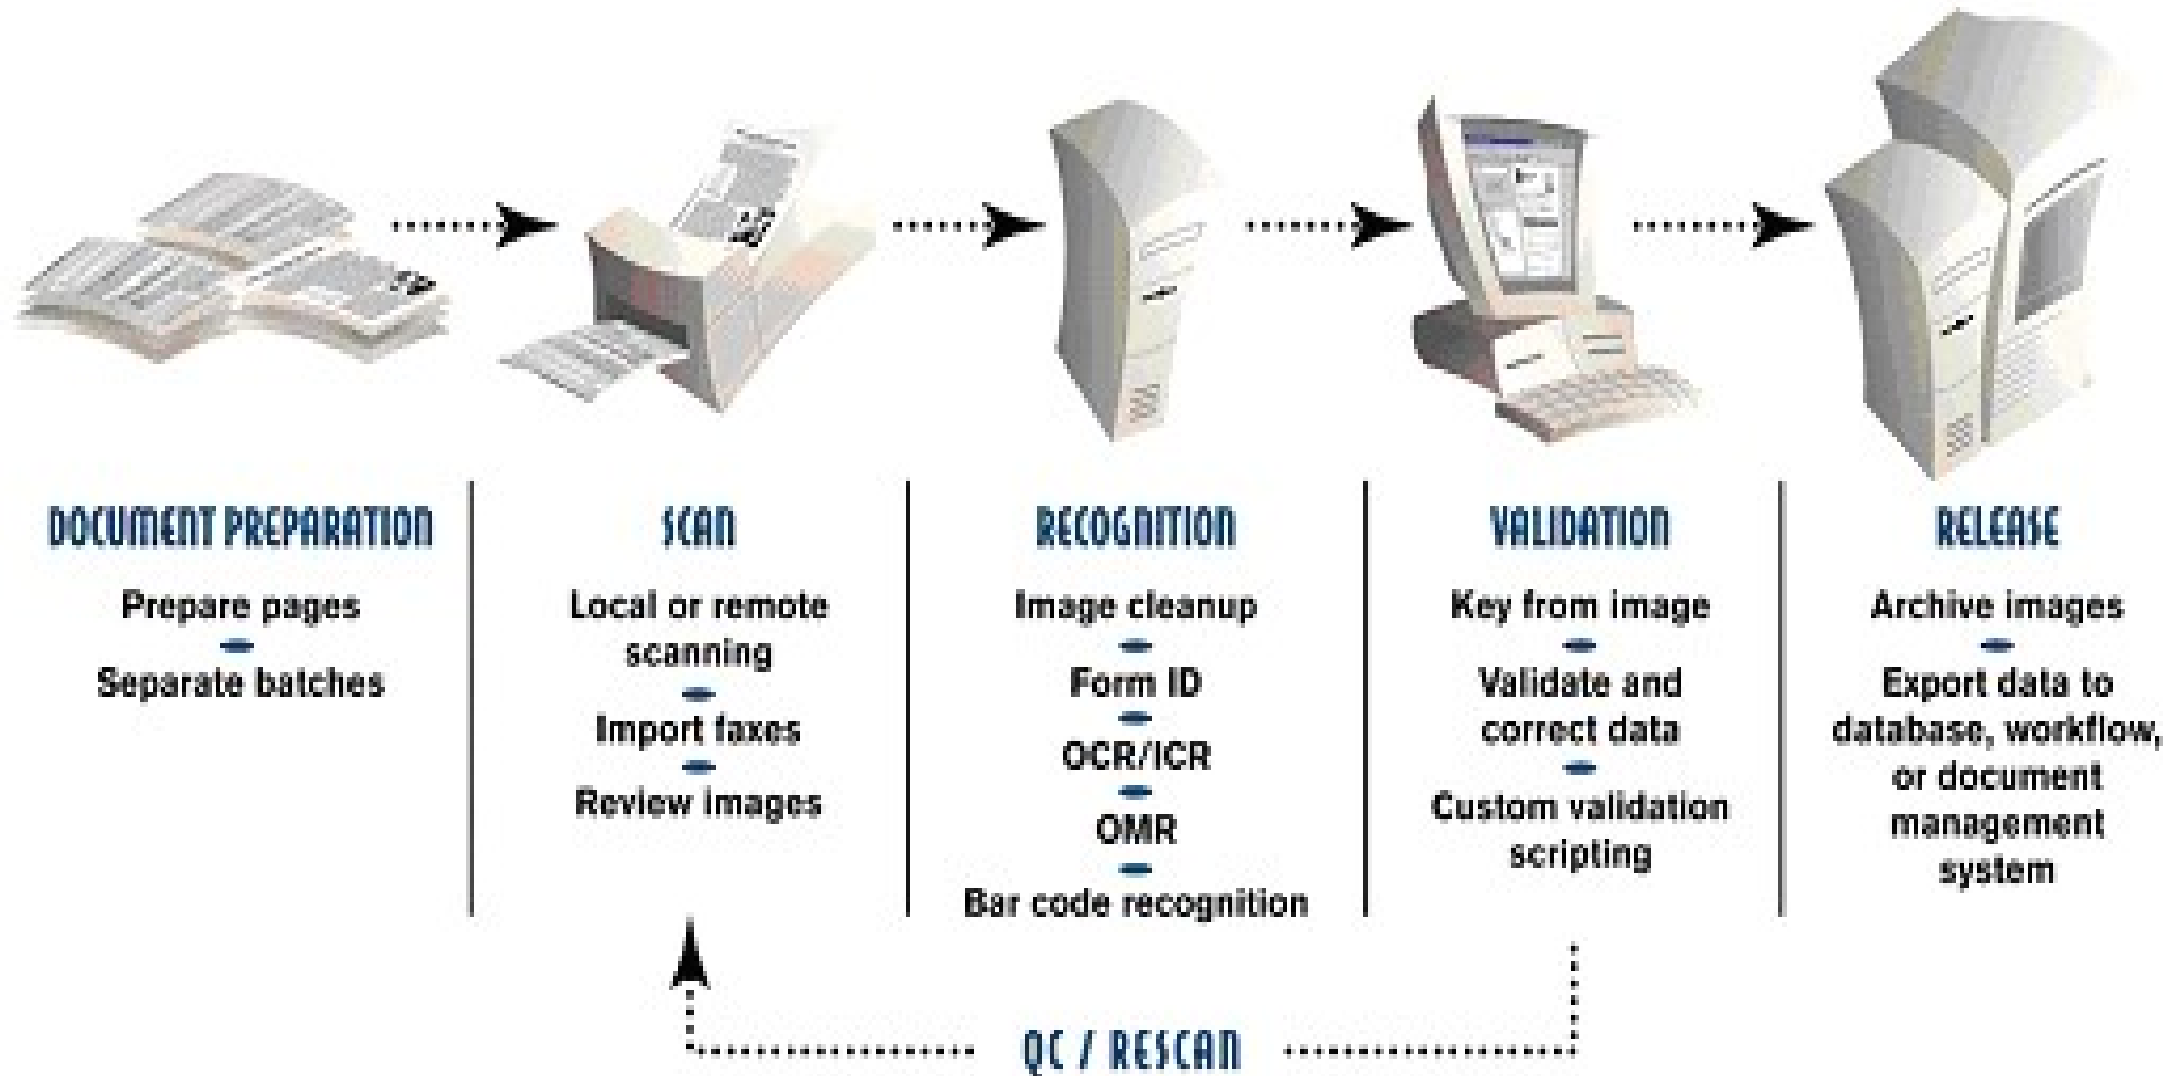 DOCUMENT PREPARATION
Prepare pages
Separate batches
SCAN
Local or remote
scanning
Import faxes
Review images
RECOGNITION
Image cleanup
Form ID
OCR/ICR
OMR
Bar code recognition
VALIDATION
Key from image
Validate and
correct data
Custom validation
scripting
RELEASE
Archive images
Export data to
database, workflow,
or document
management
system
QC / RESCAN